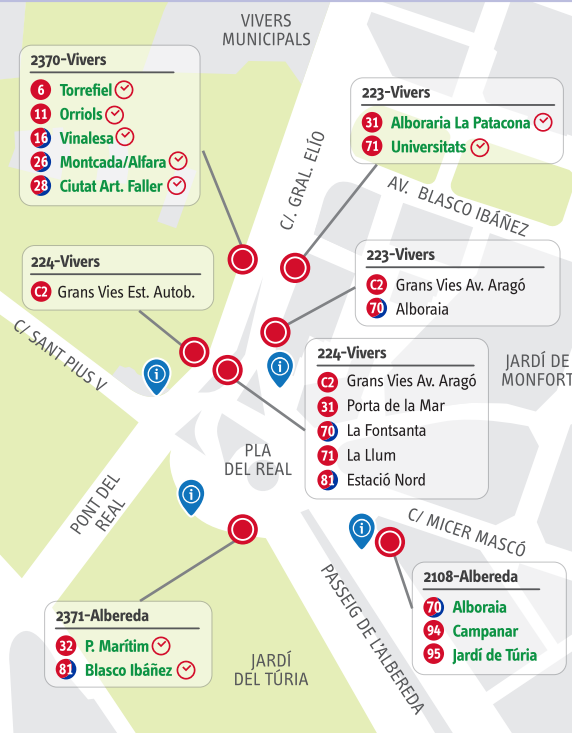 VIVERS
MUNICIPALS
2370-Vivers
6 Torrefiel
11 Orriols
16 Vinalesa
26 Montcada/Alfara
28 Ciutat Art. Faller
223-Vivers
31 Alboraria La Patacona
71 Universitats
C/. GRAL. ELÍO
AV. BLASCO IBÁÑEZ
224-Vivers
C2 Grans Vies Est. Autob.
223-Vivers
C2 Grans Vies Av. Aragó
70 Alboraia
C/ SANT PIUS V
224-Vivers
C2 Grans Vies Av. Aragó
31 Porta de la Mar
70 La Fontsanta
71 La Llum
81 Estació Nord
JARDÍ DE
MONFORT
i
i
PLA
DEL REAL
PONT DEL
REAL
i
i
C/ MICER MASCÓ
PASSEIG DE L'ALBEREDA
2108-Albereda
70 Alboraia
94 Campanar
95 Jardí de Túria
2371-Albereda
32 P. Marítim
81 Blasco Ibáñez
JARDÍ
DEL TÚRIA